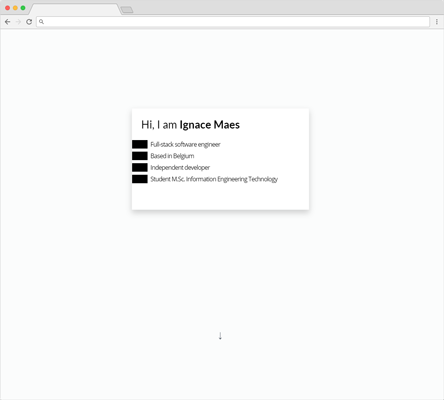 Hi, I am Ignace Maes
Full-stack software engineer
Based in Belgium
Independent developer
Student M.Sc. Information Engineering Technology
↓